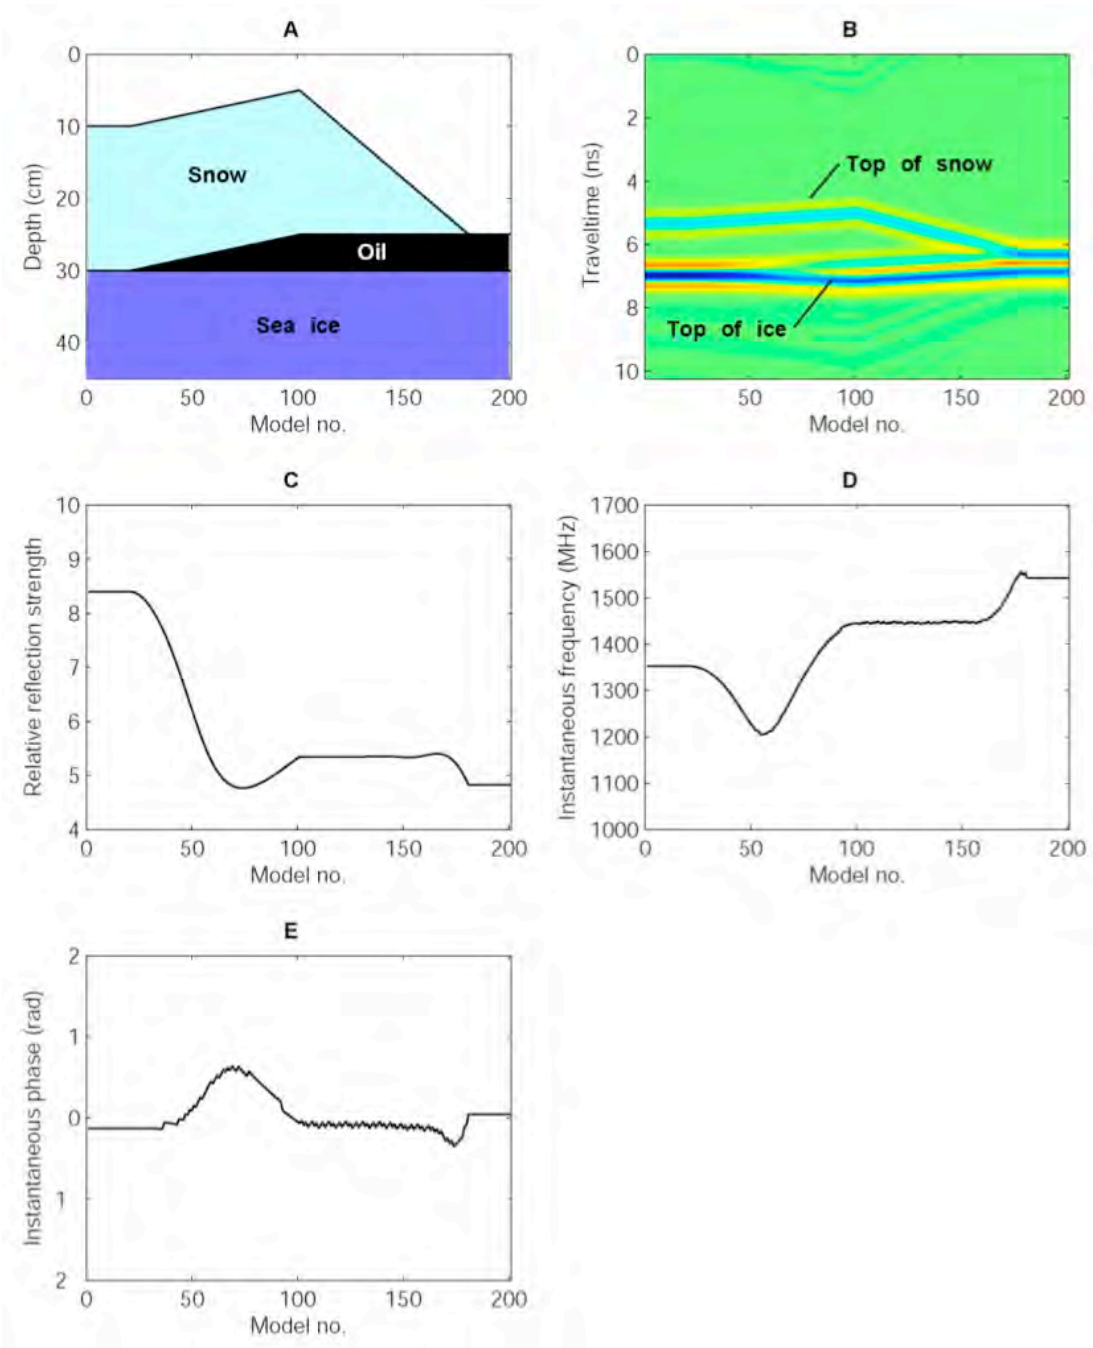 A
0
10
20
30
40
Depth (cm)
Snow
Oil
Sea ice
0
50
100
150
200
Model no.
B
0
2
4
6
8
10
Traveltime (ns)
Top of snow
Top of ice
50
100
150
200
Model no.
C
10
9
8
7
6
5
4
Relative reflection strength
0
50
100
150
200
Model no.
D
1700
1600
1500
1400
1300
1200
1100
1000
Instantaneous frequency (MHz)
0
50
100
150
200
Model no.
E
2
1
0
1
2
Instantaneous phase (rad)
0
50
100
150
200
Model no.